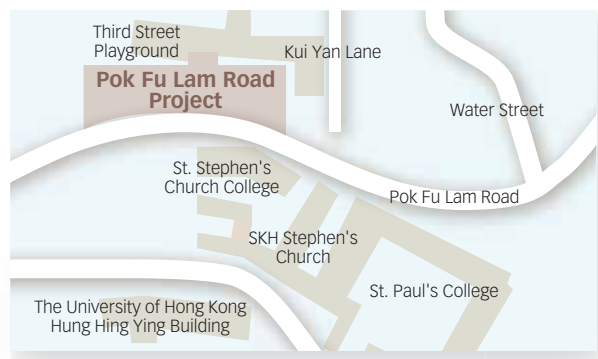 Third Street
Playground
Kui Yan Lane
Pok Fu Lam Road
Project
Water Street
St. Stephen's
Church College
Pok Fu Lam Road
SKH Stephen's
Church
St. Paul's College
The University of Hong Kong
Hung Hing Ying Building